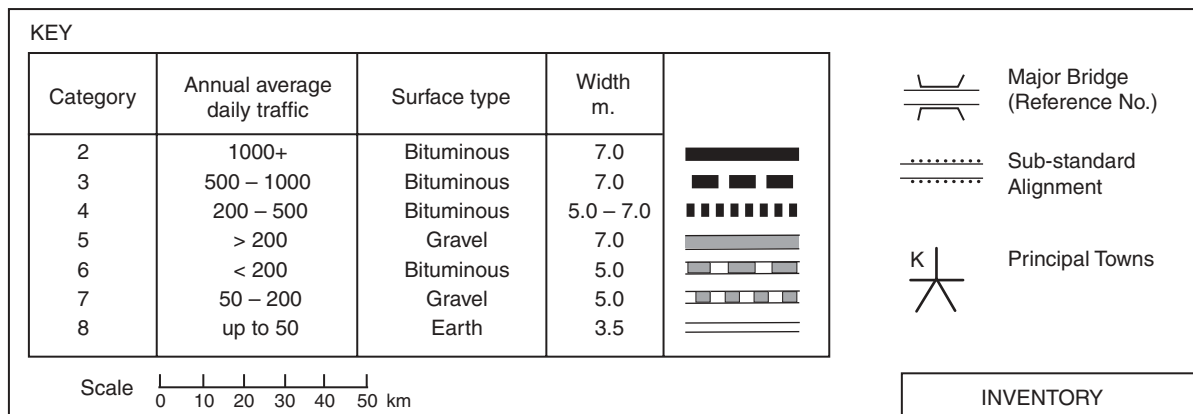 KEY
Category Annual average daily traffic Surface type Width m.
2 1000+ Bituminous 7.0
3 500 – 1000 Bituminous 7.0
4 200 – 500 Bituminous 5.0 – 7.0
5 > 200 Gravel 7.0
6 < 200 Bituminous 5.0
7 50 – 200 Gravel 5.0
8 up to 50 Earth 3.5
Major Bridge
(Reference No.)
Sub-standard
Alignment
K Principal Towns
Scale 0 10 20 30 40 50 km
INVENTORY